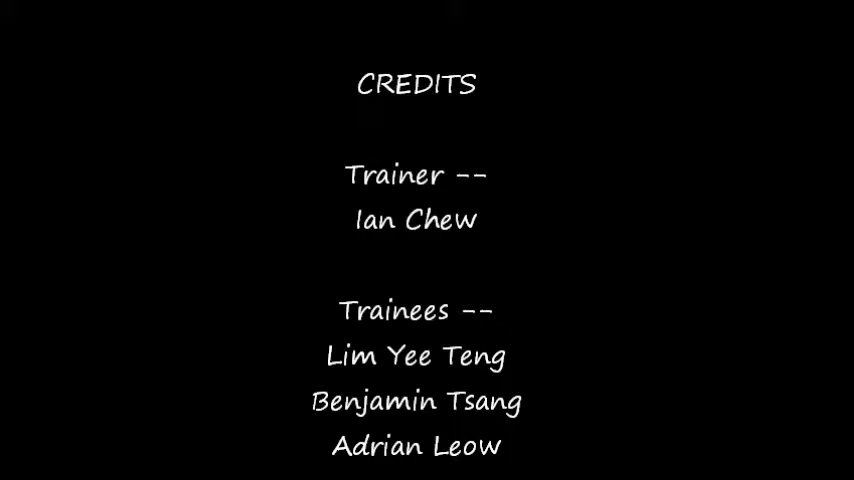 CREDITS
Trainer --
Ian Chew
Trainees --
Lim Yee Teng
Benjamin Tsang
Adrian Leow